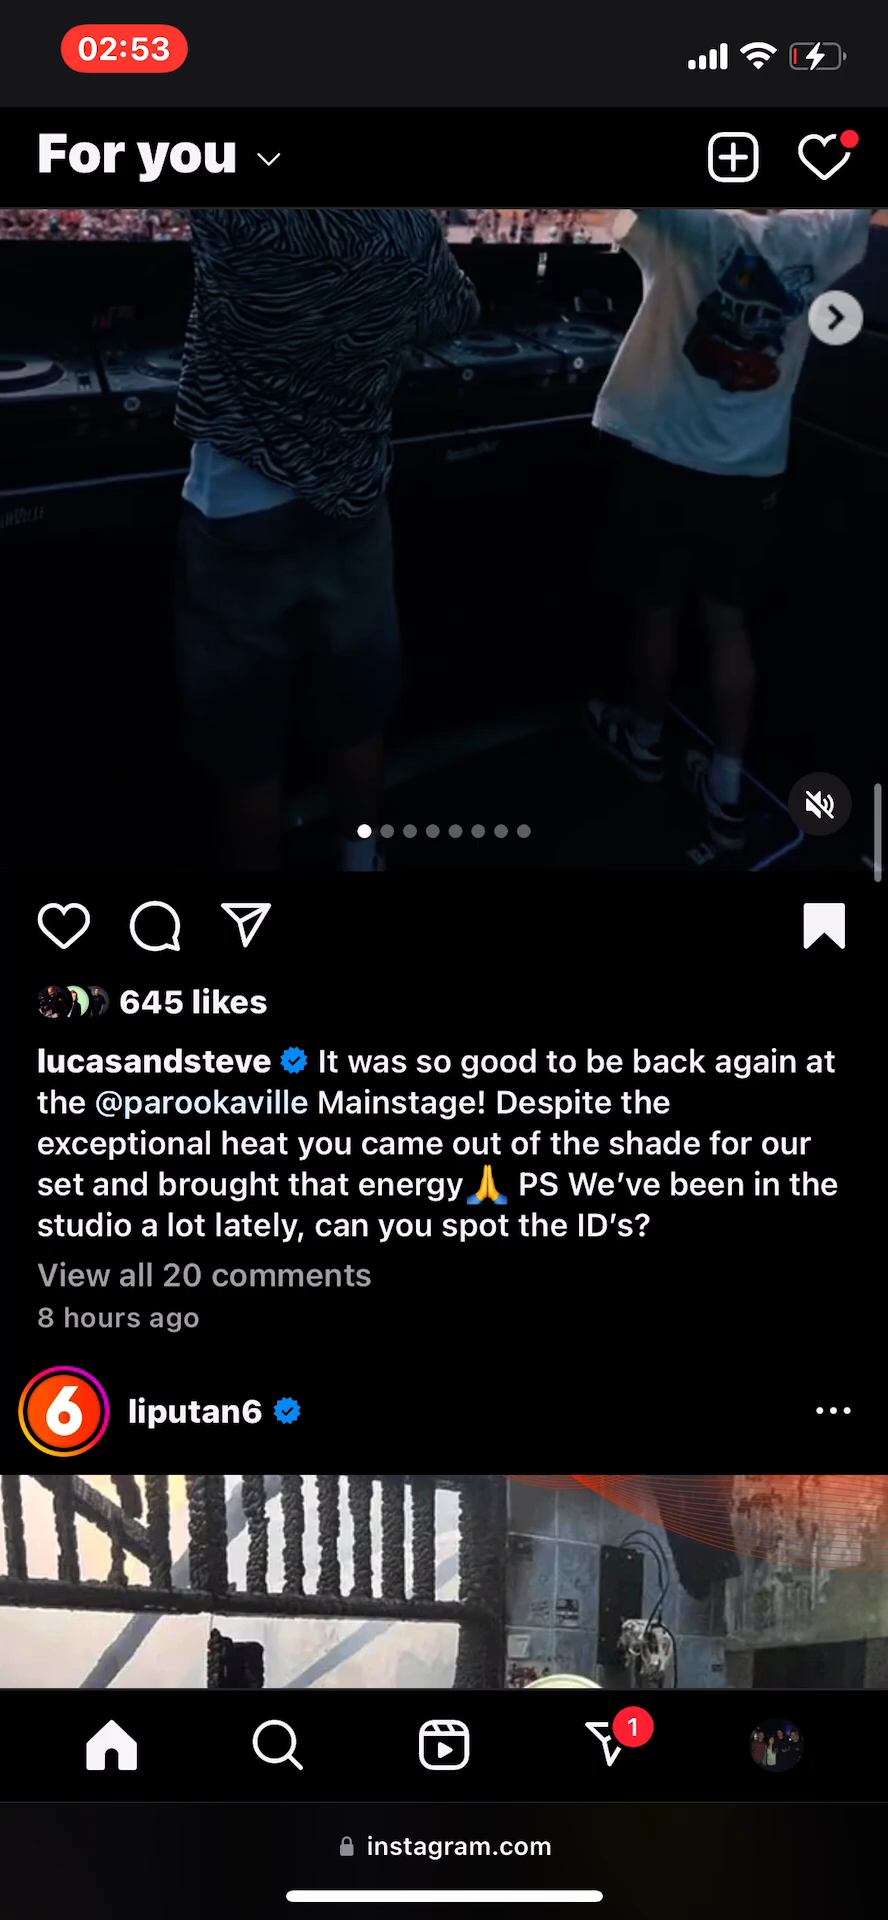 02:53
For you
645 likes
lucasandsteve It was so good to be back again at
the @parookaville Mainstage! Despite the
exceptional heat you came out of the shade for our
set and brought that energy🙏 PS We’ve been in the
studio a lot lately, can you spot the ID’s?
View all 20 comments
8 hours ago
6
liputan6
1
instagram.com